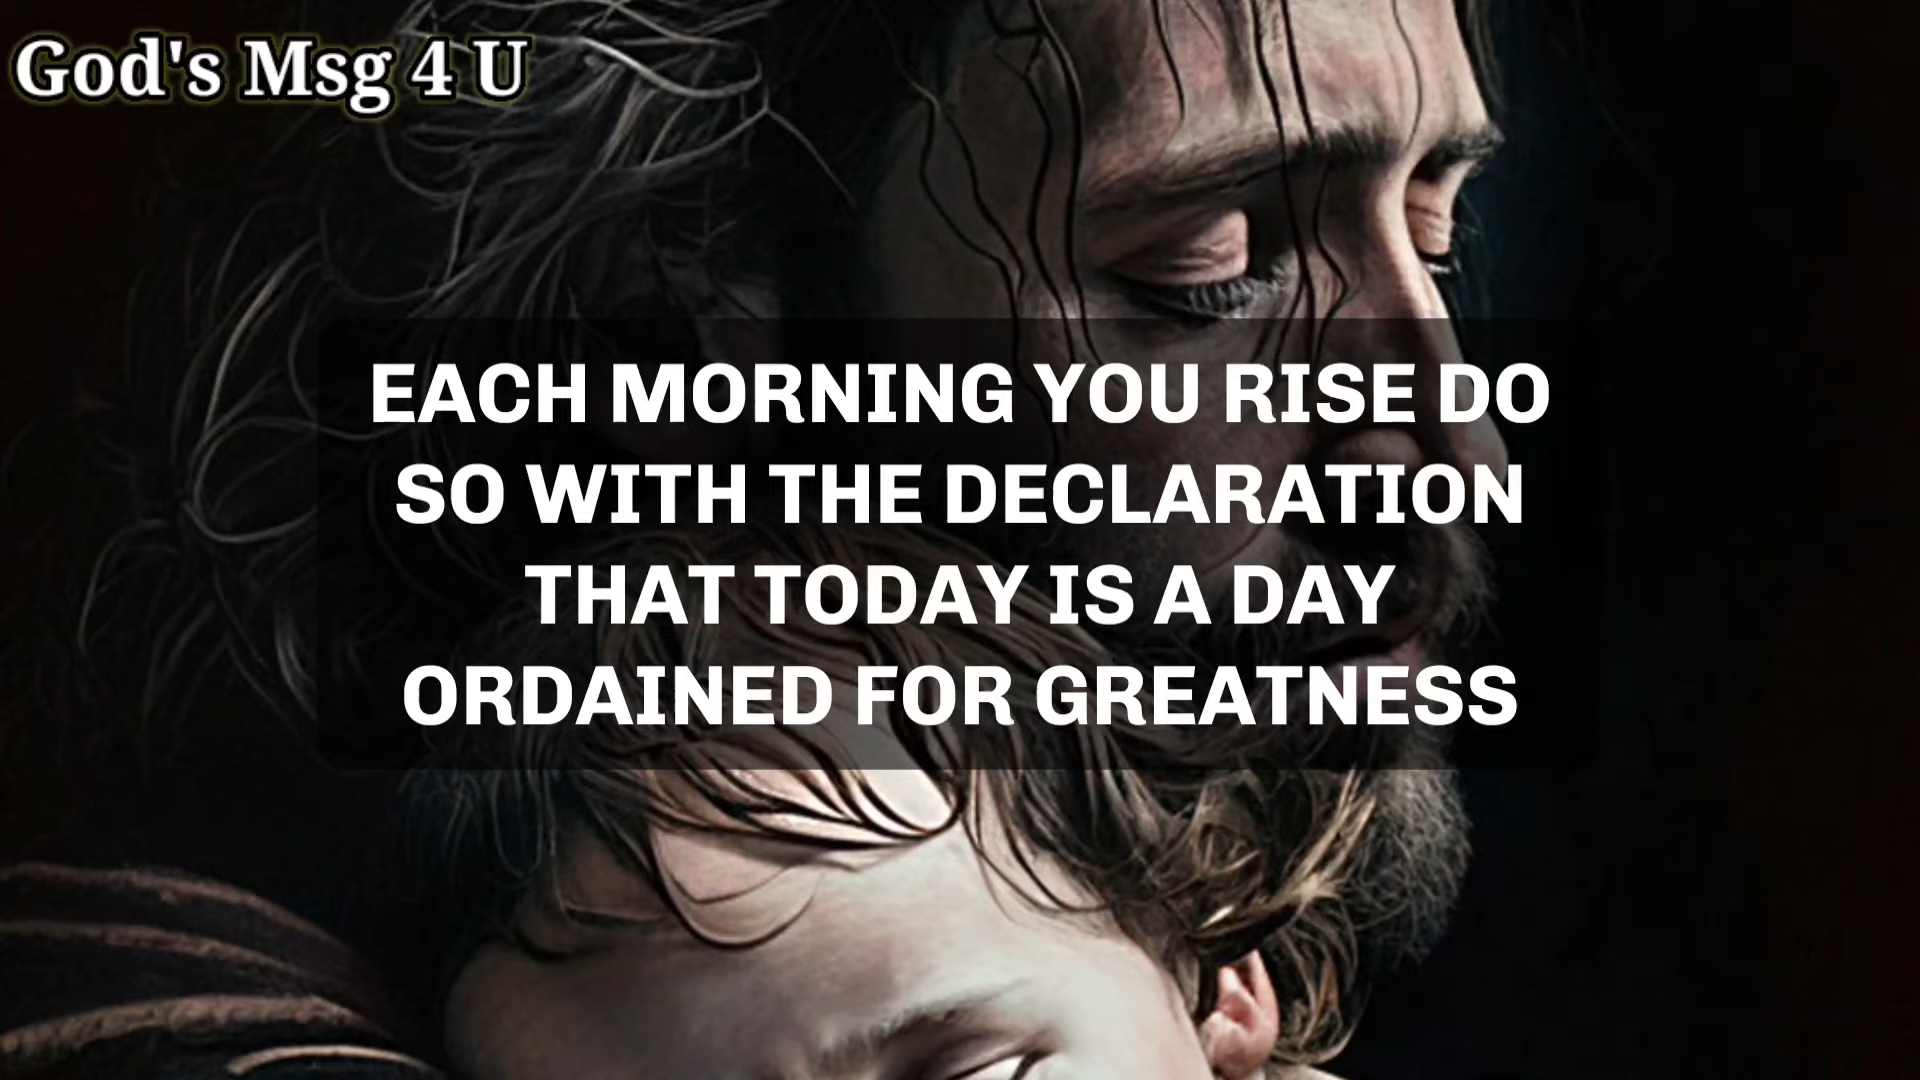 God's Msg 4 U
EACH MORNING YOU RISE DO
SO WITH THE DECLARATION
THAT TODAY IS A DAY
ORDAINED FOR GREATNESS